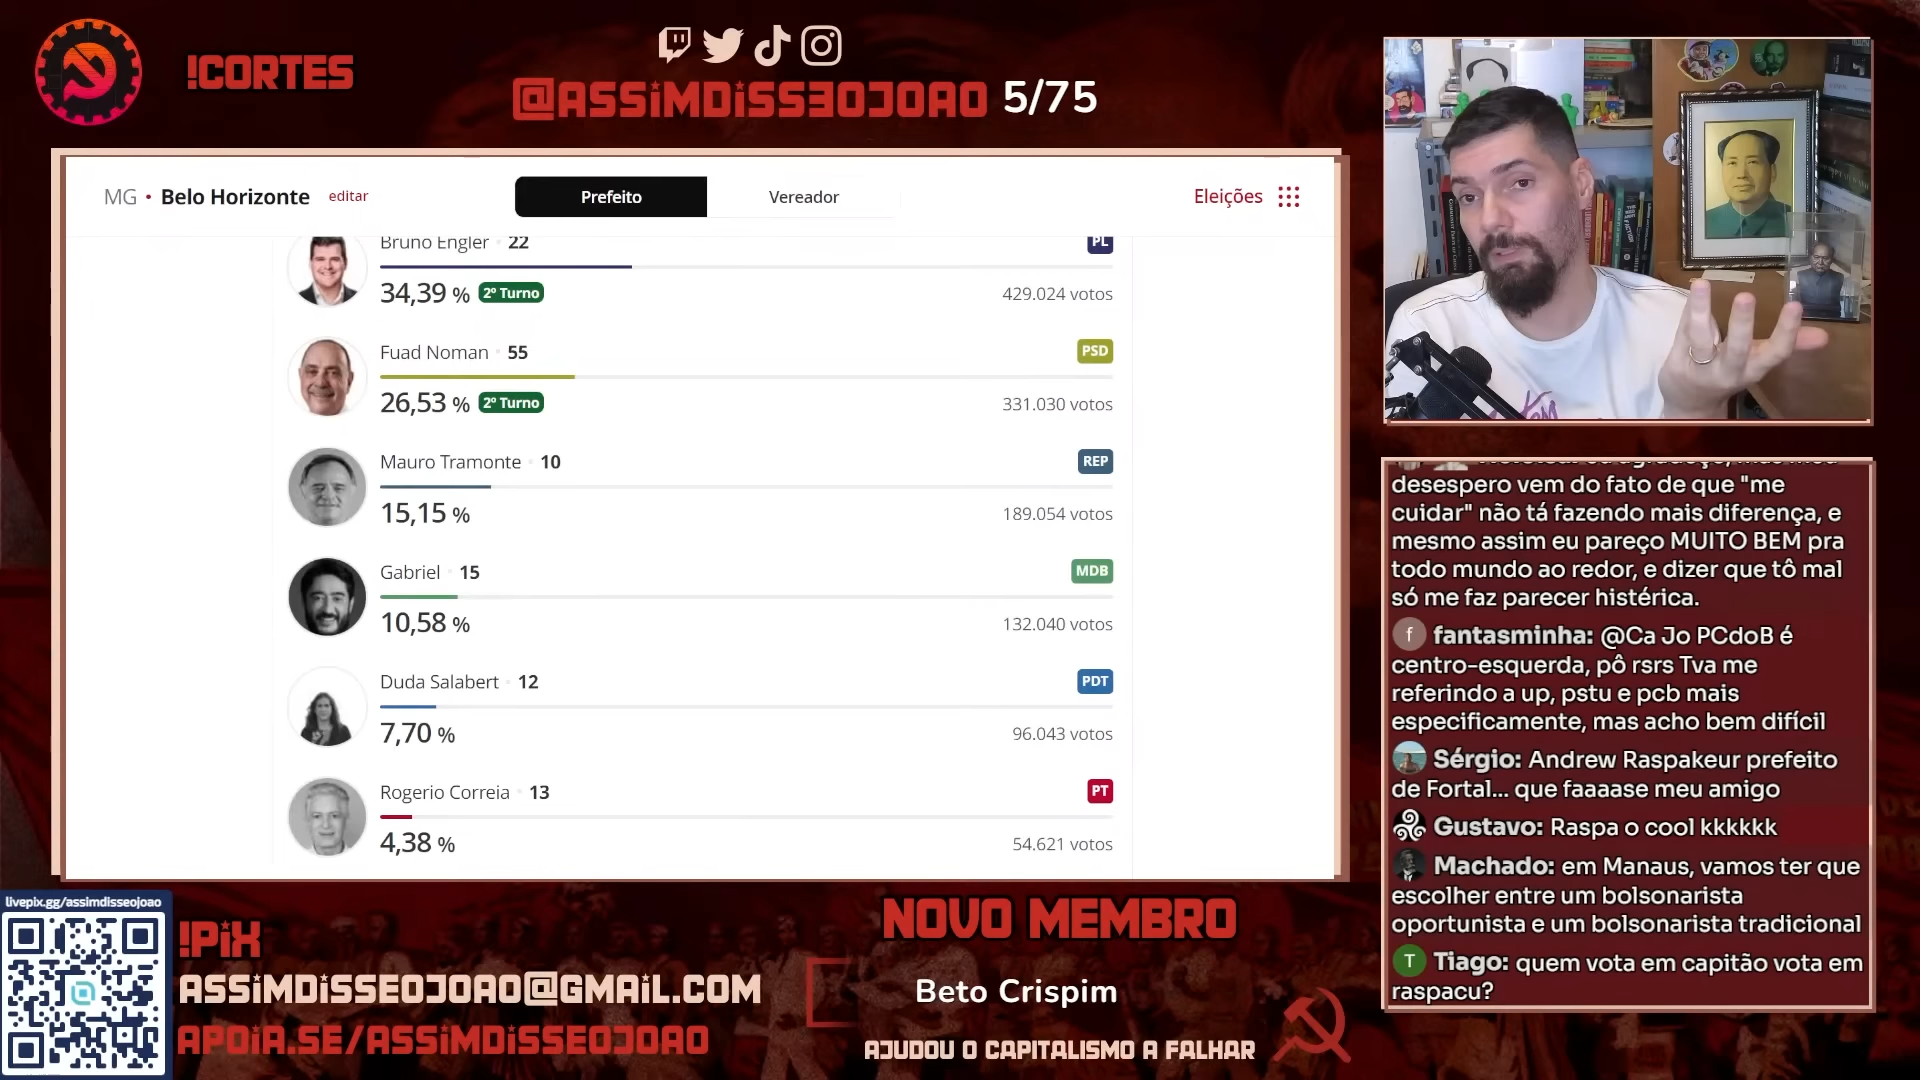 !CORTES
@ASSIMDISSEOJOAO 5/75
MG • Belo Horizonte editar
Prefeito
Vereador
Eleições
Bruno Engler 22
PL
34,39 % 2º Turno
429.024 votos
Fuad Noman 55
PSD
26,53 % 2º Turno
331.030 votos
Mauro Tramonte 10
REP
15,15 %
189.054 votos
Gabriel 15
MDB
10,58 %
132.040 votos
Duda Salabert 12
PDT
7,70 %
96.043 votos
Rogerio Correia 13
PT
4,38 %
54.621 votos
desespero vem do fato de que "me
cuidar" não tá fazendo mais diferença, e
mesmo assim eu pareço MUITO BEM pra
todo mundo ao redor, e dizer que tô mal
só me faz parecer histérica.
f fantasminha: @Ca Jo PCdoB é
centro-esquerda, pô rsrs Tva me
referindo a up, pstu e pcb mais
especificamente, mas acho bem difícil
Sérgio: Andrew Raspakeur prefeito
de Fortal... que faaaase meu amigo
Gustavo: Raspa o cool kkkkkk
Machado: em Manaus, vamos ter que
escolher entre um bolsonarista
oportunista e um bolsonarista tradicional
T Tiago: quem vota em capitão vota em
raspacu?
livepix.gg/assimdisseojoao
!PIX
ASSIMDISSEOJOAO@GMAIL.COM
APOIA.SE/ASSIMDISSEOJOAO
NOVO MEMBRO
Beto Crispim
AJUDOU O CAPITALISMO A FALHAR